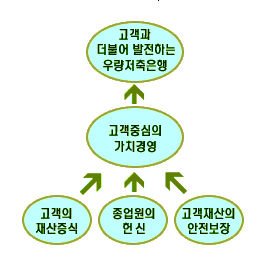 고객과
더불어 발전하는
우량저축은행
고객중심의
가치경영
고객의
재산증식
종업원의
헌 신
고객재산의
안전보장